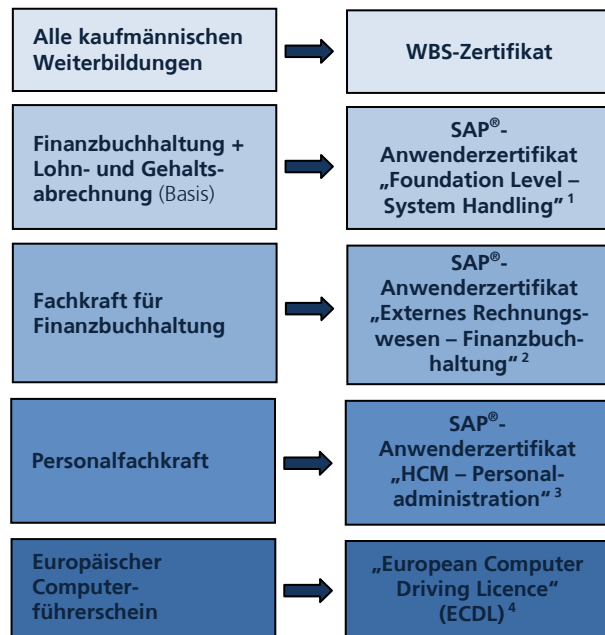 Alle kaufmännischen
Weiterbildungen
WBS-Zertifikat
Finanzbuchhaltung +
Lohn- und Gehalts-
abrechnung (Basis)
SAP®-
Anwenderzertifikat
„Foundation Level –
System Handling" 1
Fachkraft für
Finanzbuchhaltung
SAP®-
Anwenderzertifikat
„Externes Rechnungs-
wesen – Finanzbuch-
haltung" 2
Personalfachkraft
SAP®-
Anwenderzertifikat
„HCM – Personal-
administration" 3
Europäischer
Computer-
führerschein
„European Computer
Driving Licence"
(ECDL) 4